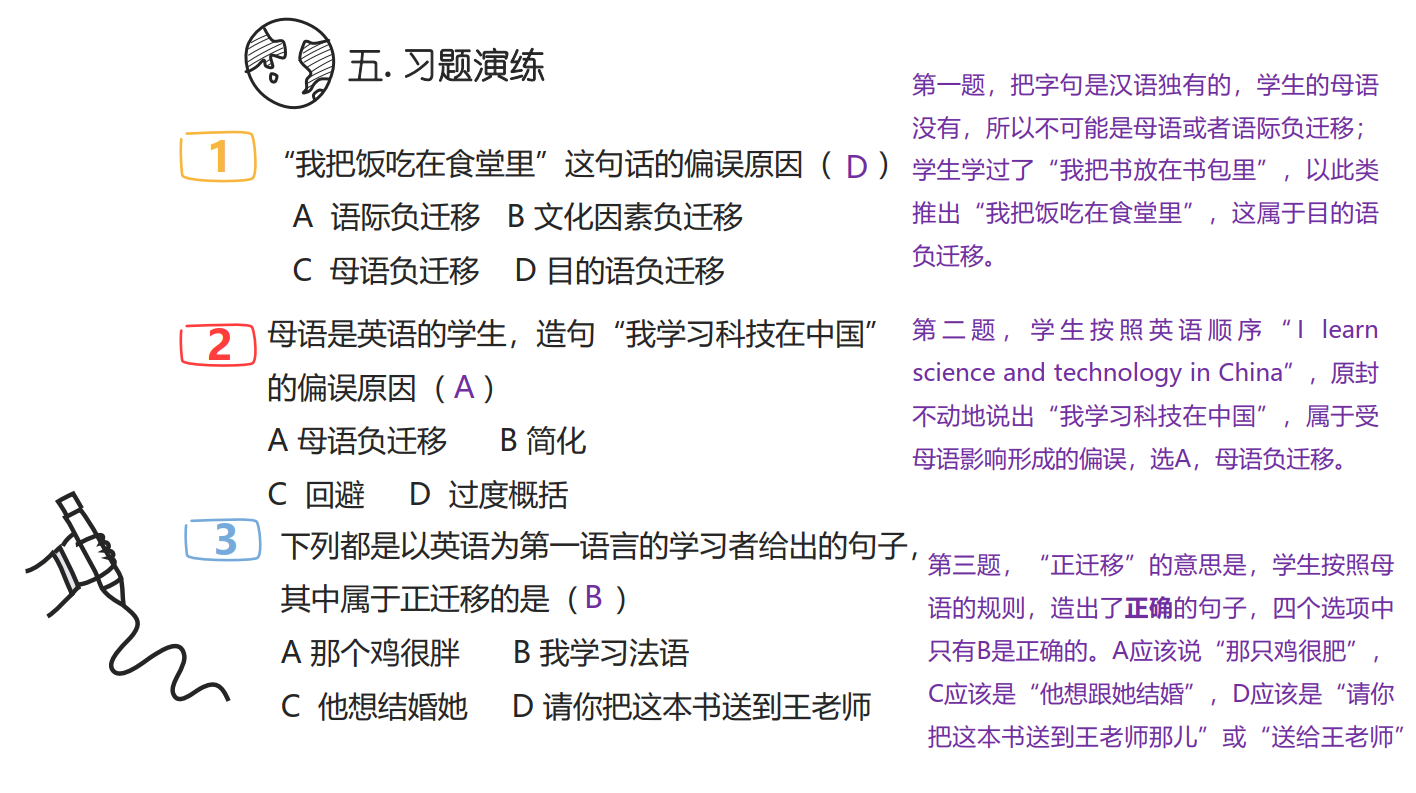 五. 习题演练
1
“我把饭吃在食堂里”这句话的偏误原因（ D ）
A 语际负迁移 B 文化因素负迁移
C 母语负迁移 D 目的语负迁移
第一题，把字句是汉语独有的，学生的母语
没有，所以不可能是母语或者语际负迁移；
学生学过了“我把书放在书包里”，以此类
推出“我把饭吃在食堂里”，这属于目的语
负迁移。
2
母语是英语的学生，造句“我学习科技在中国”
的偏误原因（ A ）
A 母语负迁移 B 简化
C 回避 D 过度概括
第二题，学生按照英语顺序“I learn
science and technology in China”，原封
不动地说出“我学习科技在中国”，属于受
母语影响形成的偏误，选A，母语负迁移。
3
下列都是以英语为第一语言的学习者给出的句子，
其中属于正迁移的是（ B ）
A 那个鸡很胖 B 我学习法语
C 他想结婚她 D 请你把这本书送到王老师
第三题，“正迁移”的意思是，学生按照母
语的规则，造出了正确的句子，四个选项中
只有B是正确的。A应该说“那只鸡很肥”，
C应该是“他想跟她结婚”，D应该是“请你
把这本书送到王老师那儿”或“送给王老师”